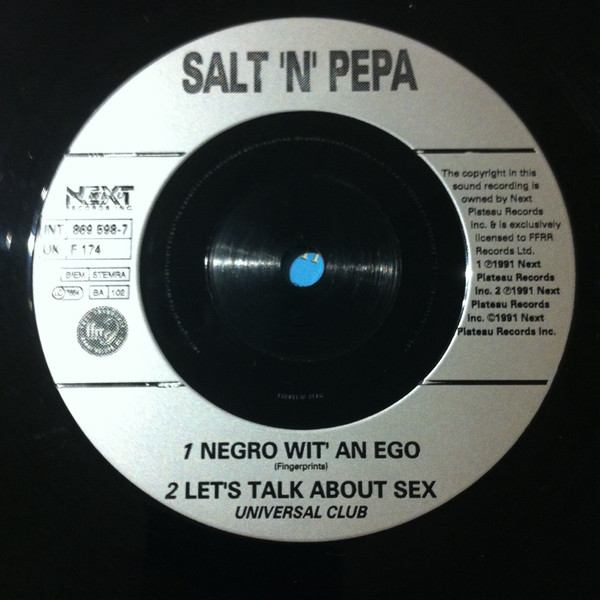 SALT 'N' PEPA
NEXT
RECORDS INC
INT 869 598-7
UK F 174
BIEM STEMRA
BA 102
ffrr
The copyright in this
sound recording is
owned by Next
Plateau Records
Inc. & is exclusively
licensed to FFRR
Records Ltd.
1 ℗1991 Next
Plateau Records
Inc. 2 ℗1991 Next
Plateau Records
Inc. ©1991 Next
Plateau Records Inc.
1 NEGRO WIT' AN EGO
(Fingerprints)
2 LET'S TALK ABOUT SEX
UNIVERSAL CLUB